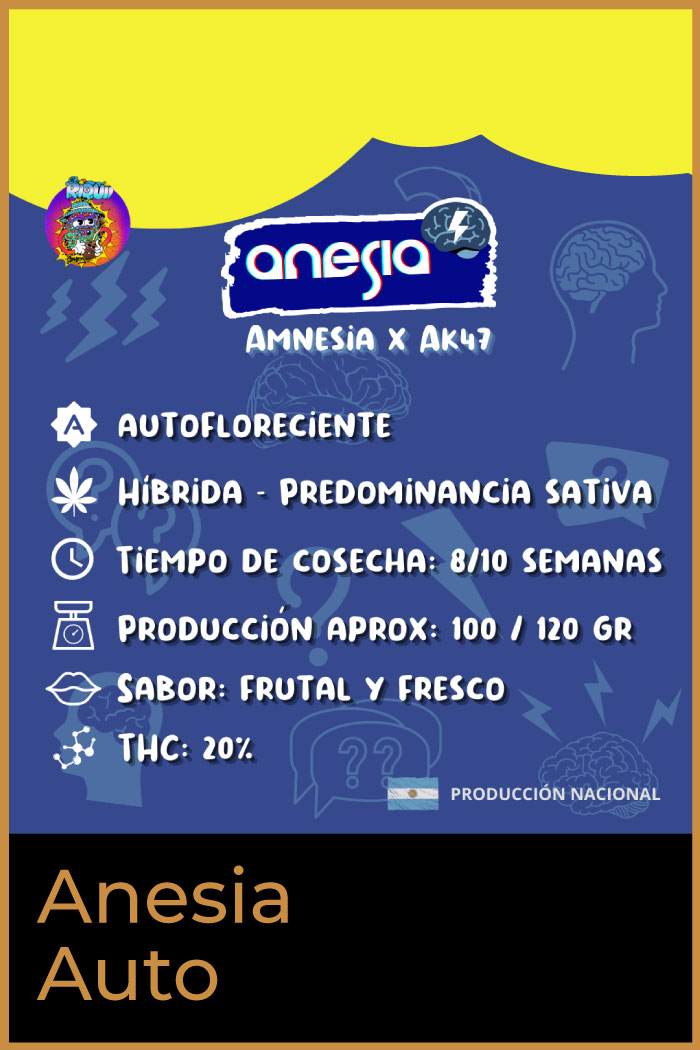 RIQUI
anesia
AMNESIA X AK47
A
AUTOFLORECIENTE
HÍBRIDA - PREDOMINANCIA SATIVA
TIEMPO DE COSECHA: 8/10 SEMANAS
PRODUCCIÓN APROX: 100 / 120 GR
SABOR: FRUTAL Y FRESCO
THC: 20%
PRODUCCIÓN NACIONAL
Anesia
Auto